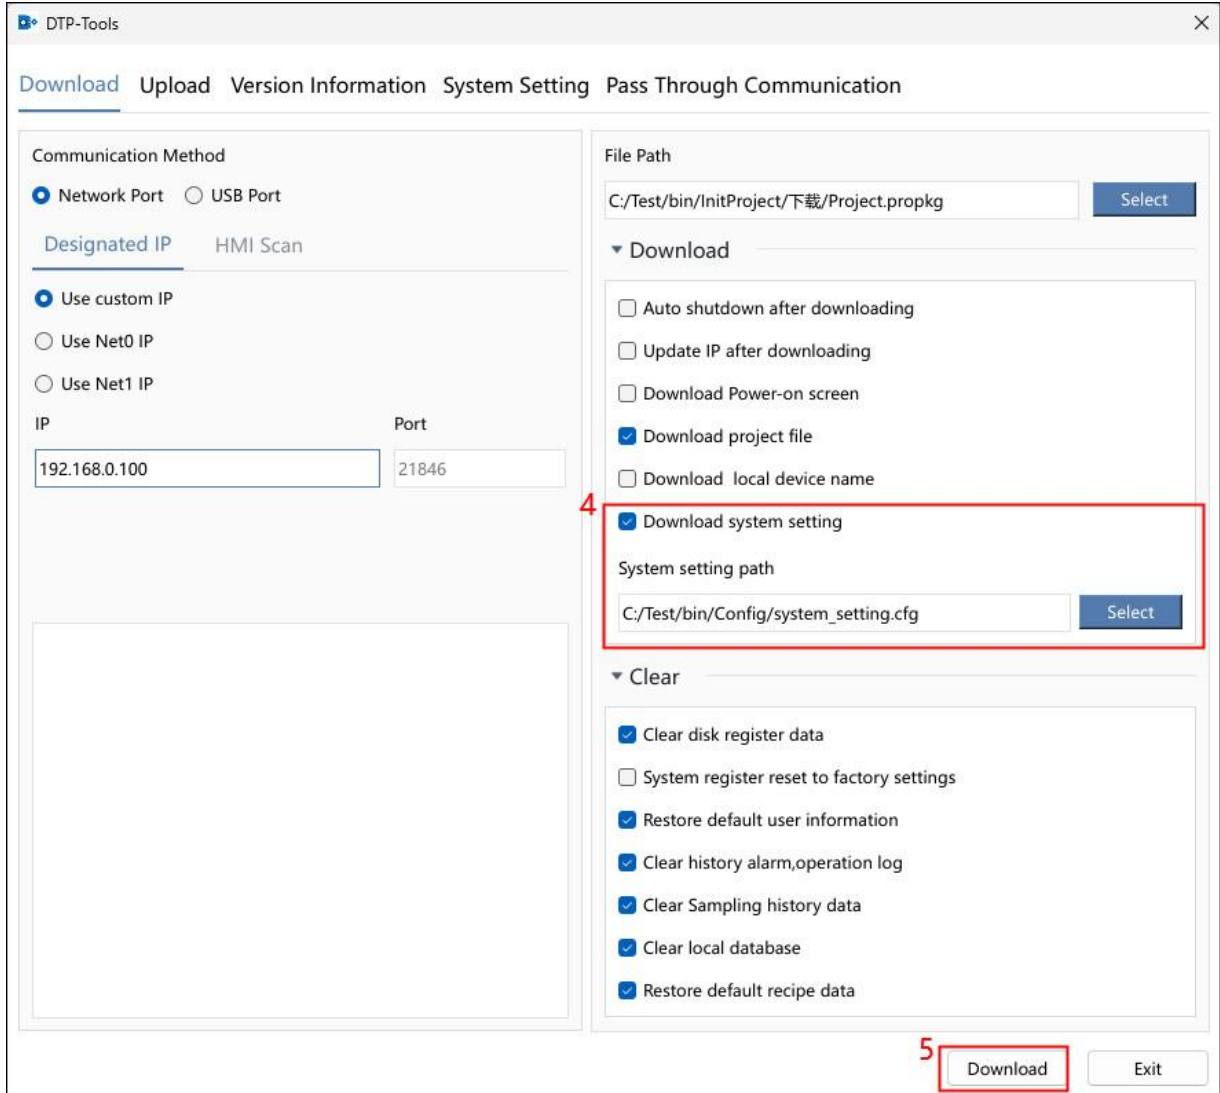 DTP-Tools
Download Upload Version Information System Setting Pass Through Communication
Communication Method
Network Port USB Port
Designated IP HMI Scan
Use custom IP
Use Net0 IP
Use Net1 IP
IP Port
192.168.0.100 21846
File Path
C:/Test/bin/InitProject/下载/Project.propkg Select
Download
Auto shutdown after downloading
Update IP after downloading
Download Power-on screen
Download project file
Download local device name
4
Download system setting
System setting path
C:/Test/bin/Config/system_setting.cfg Select
Clear
Clear disk register data
System register reset to factory settings
Restore default user information
Clear history alarm,operation log
Clear Sampling history data
Clear local database
Restore default recipe data
5
Download Exit